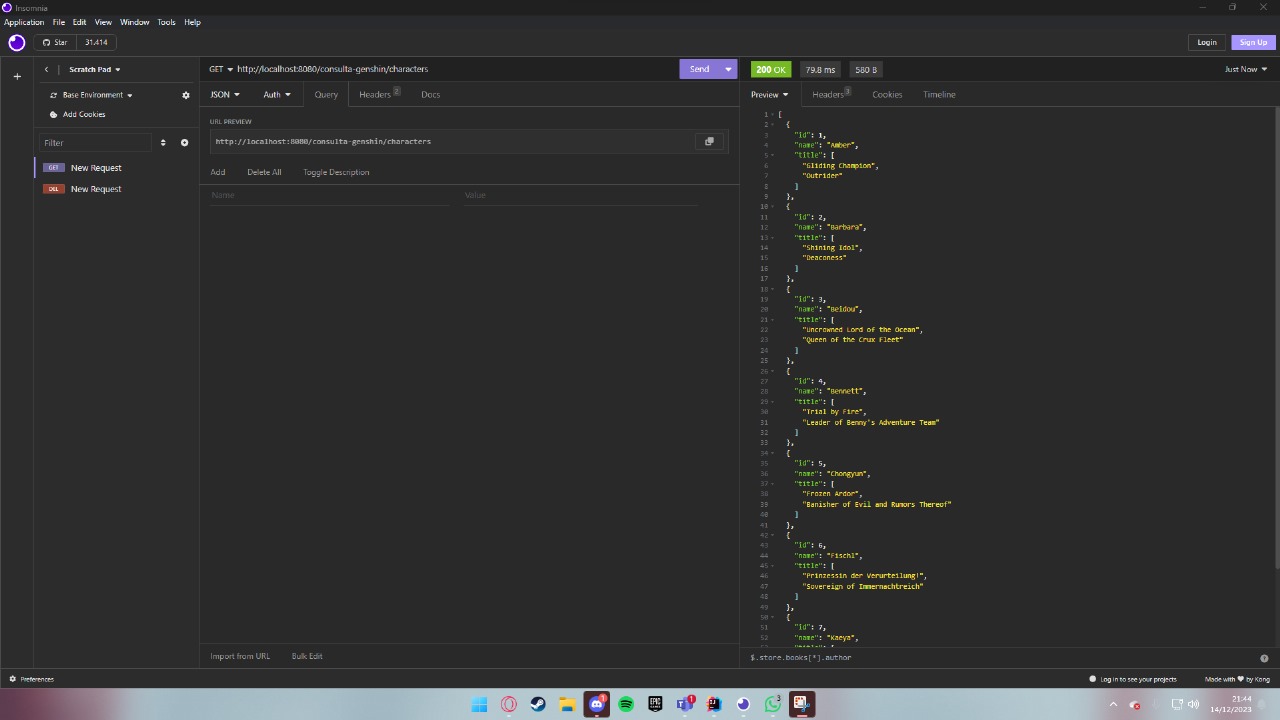 Insomnia
Application File Edit View Window Tools Help
Star 31.414
Login Sign Up
Scratch Pad
GET http://localhost:8080/consulta-genshin/characters Send
200 OK 79.8 ms 580 B Just Now
Base Environment
JSON Auth Query Headers 2 Docs
Preview Headers 3 Cookies Timeline
Add Cookies
URL PREVIEW
http://localhost:8080/consulta-genshin/characters
Filter
GET New Request
DEL New Request
Add Delete All Toggle Description
Name Value
1 [
2 {
3 "id": 1,
4 "name": "Amber",
5 "title": [
6 "Gliding Champion",
7 "Outrider"
8 ]
9 },
10 {
11 "id": 2,
12 "name": "Barbara",
13 "title": [
14 "Shining Idol",
15 "Deaconess"
16 ]
17 },
18 {
19 "id": 3,
20 "name": "Beidou",
21 "title": [
22 "Uncrowned Lord of the Ocean",
23 "Queen of the Crux Fleet"
24 ]
25 },
26 {
27 "id": 4,
28 "name": "Bennett",
29 "title": [
30 "Trial by Fire",
31 "Leader of Benny's Adventure Team"
32 ]
33 },
34 {
35 "id": 5,
36 "name": "Chongyun",
37 "title": [
38 "Frozen Ardor",
39 "Banisher of Evil and Rumors Thereof"
40 ]
41 },
42 {
43 "id": 6,
44 "name": "Fischl",
45 "title": [
46 "Prinzessin der Verurteilung!",
47 "Sovereign of Immernachtreich"
48 ]
49 },
50 {
51 "id": 7,
52 "name": "Kaeya",
Import from URL Bulk Edit
$.store.books[*].author
Preferences
Log in to see your projects Made with by Kong
EPIC
21:44
14/12/2023